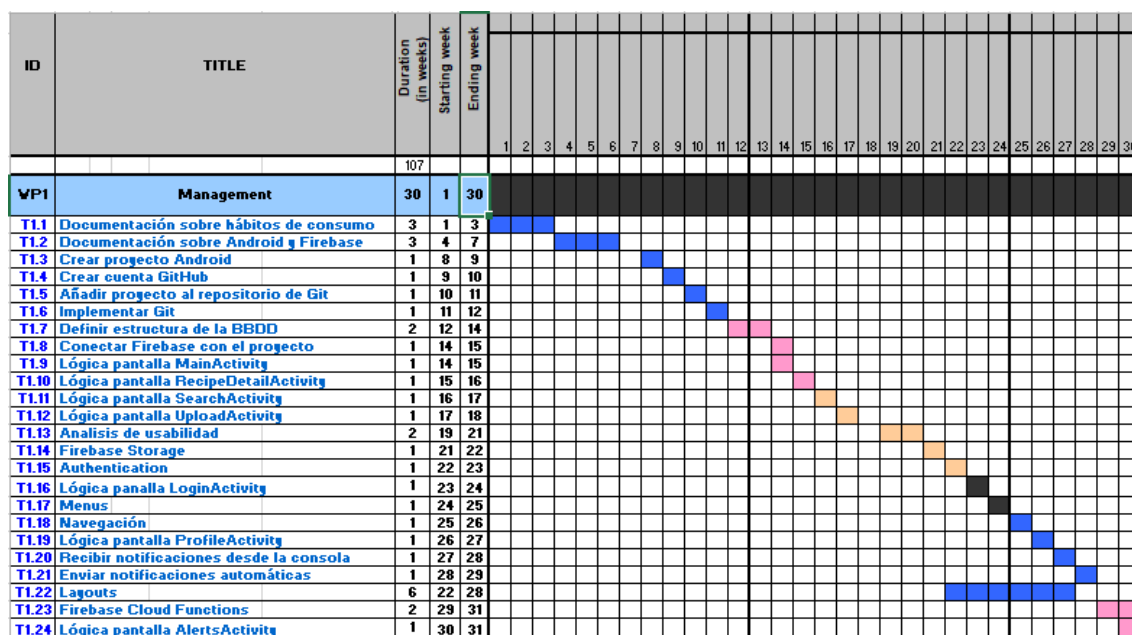 ID TITLE Duration (in weeks) Starting week Ending week
1 2 3 4 5 6 7 8 9 10 11 12 13 14 15 16 17 18 19 20 21 22 23 24 25 26 27 28 29 30
107
WP1 Management 30 1 30
T1.1 Documentación sobre hábitos de consumo 3 1 3
T1.2 Documentación sobre Android y Firebase 3 4 7
T1.3 Crear proyecto Android 1 8 9
T1.4 Crear cuenta GitHub 1 9 10
T1.5 Añadir proyecto al repositorio de Git 1 10 11
T1.6 Implementar Git 1 11 12
T1.7 Definir estructura de la BBDD 2 12 14
T1.8 Conectar Firebase con el proyecto 1 14 15
T1.9 Lógica pantalla MainActivity 1 14 15
T1.10 Lógica pantalla RecipeDetailActivity 1 15 16
T1.11 Lógica pantalla SearchActivity 1 16 17
T1.12 Lógica pantalla UploadActivity 1 17 18
T1.13 Analisis de usabilidad 2 19 21
T1.14 Firebase Storage 1 21 22
T1.15 Authentication 1 22 23
T1.16 Lógica panalla LoginActivity 1 23 24
T1.17 Menus 1 24 25
T1.18 Navegación 1 25 26
T1.19 Lógica pantalla ProfileActivity 1 26 27
T1.20 Recibir notificaciones desde la consola 1 27 28
T1.21 Enviar notificaciones automáticas 1 28 29
T1.22 Layouts 6 22 28
T1.23 Firebase Cloud Functions 2 29 31
T1.24 Lógica pantalla AlertsActivity 1 30 31